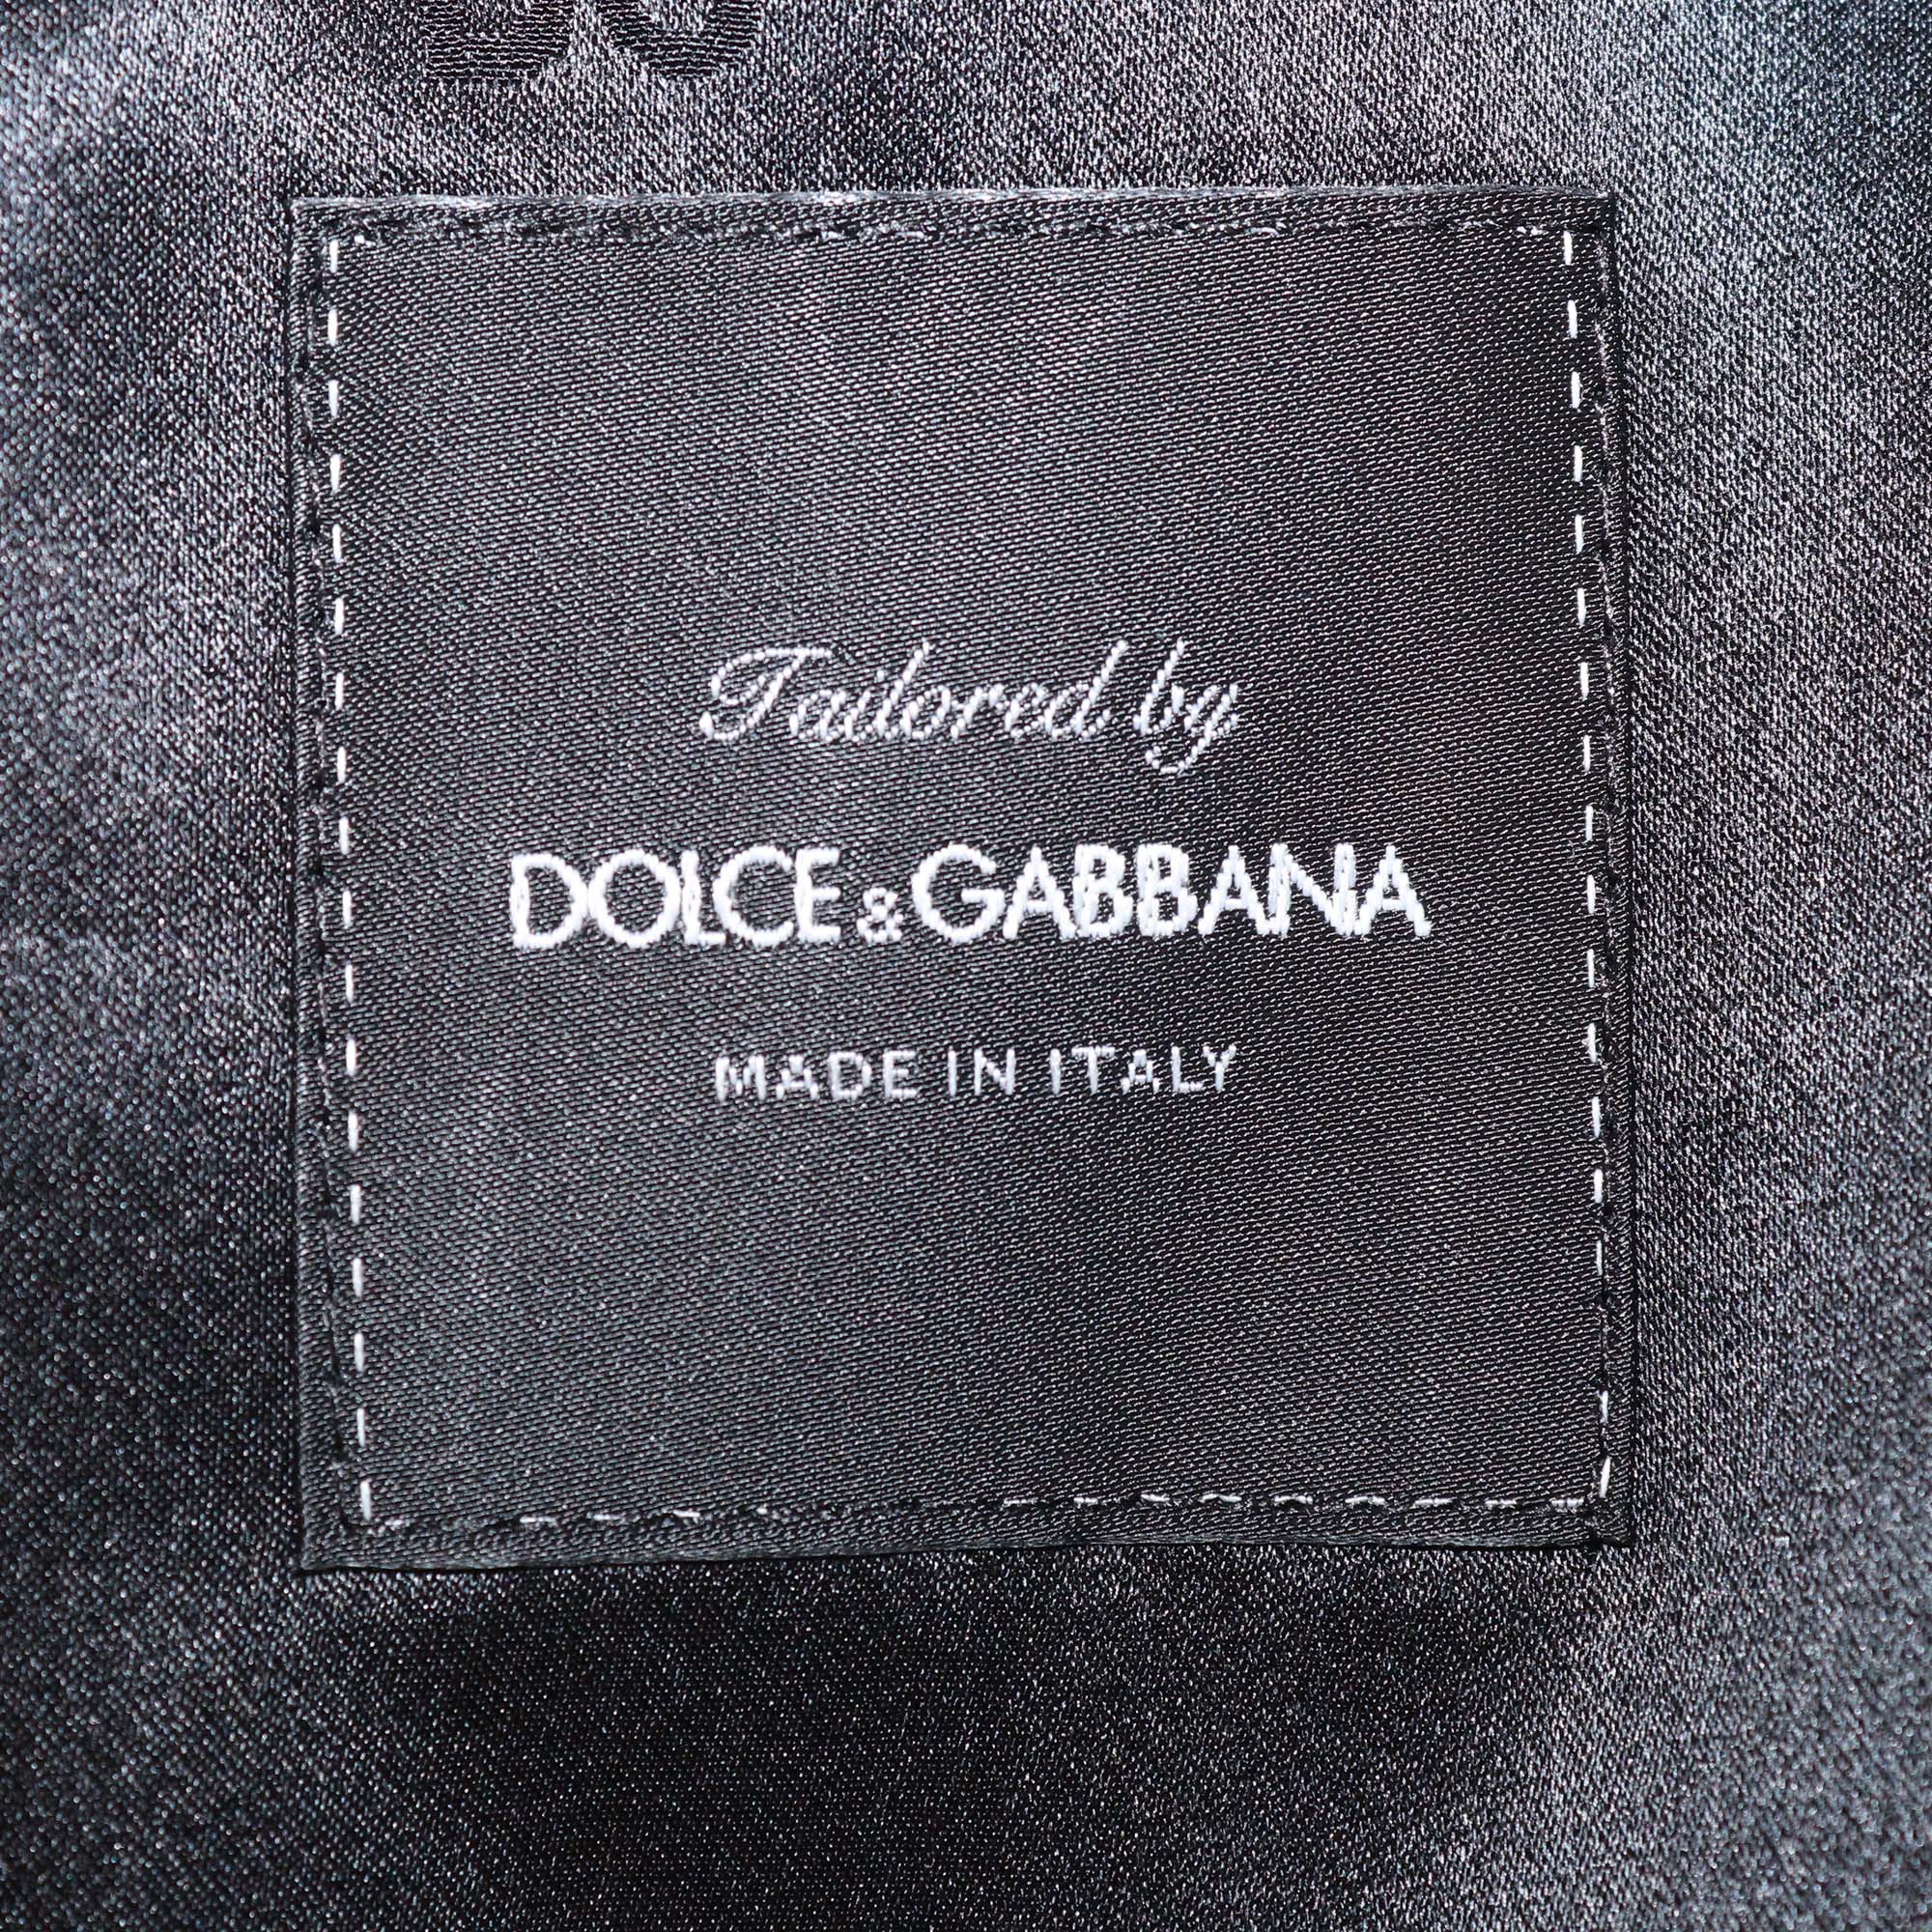 Tailored by
DOLCE & GABBANA
MADE IN ITALY